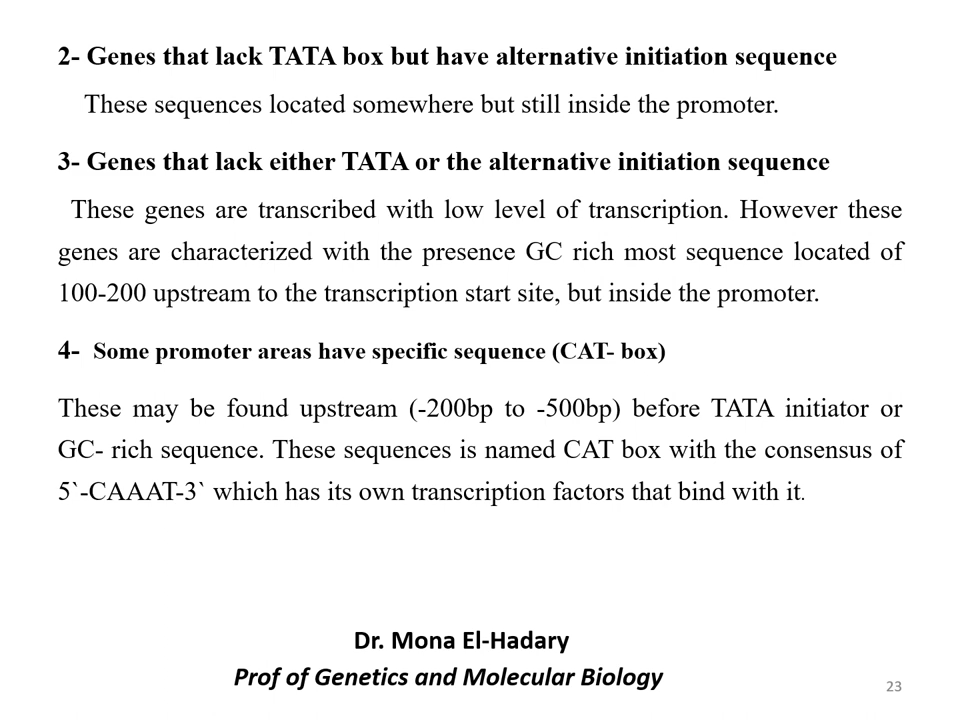 2- Genes that lack TATA box but have alternative initiation sequence
These sequences located somewhere but still inside the promoter.
3- Genes that lack either TATA or the alternative initiation sequence
These genes are transcribed with low level of transcription. However these
genes are characterized with the presence GC rich most sequence located of
100-200 upstream to the transcription start site, but inside the promoter.
4- Some promoter areas have specific sequence (CAT- box)
These may be found upstream (-200bp to -500bp) before TATA initiator or
GC- rich sequence. These sequences is named CAT box with the consensus of
5`-CAAAT-3` which has its own transcription factors that bind with it.
Dr. Mona El-Hadary
Prof of Genetics and Molecular Biology
23